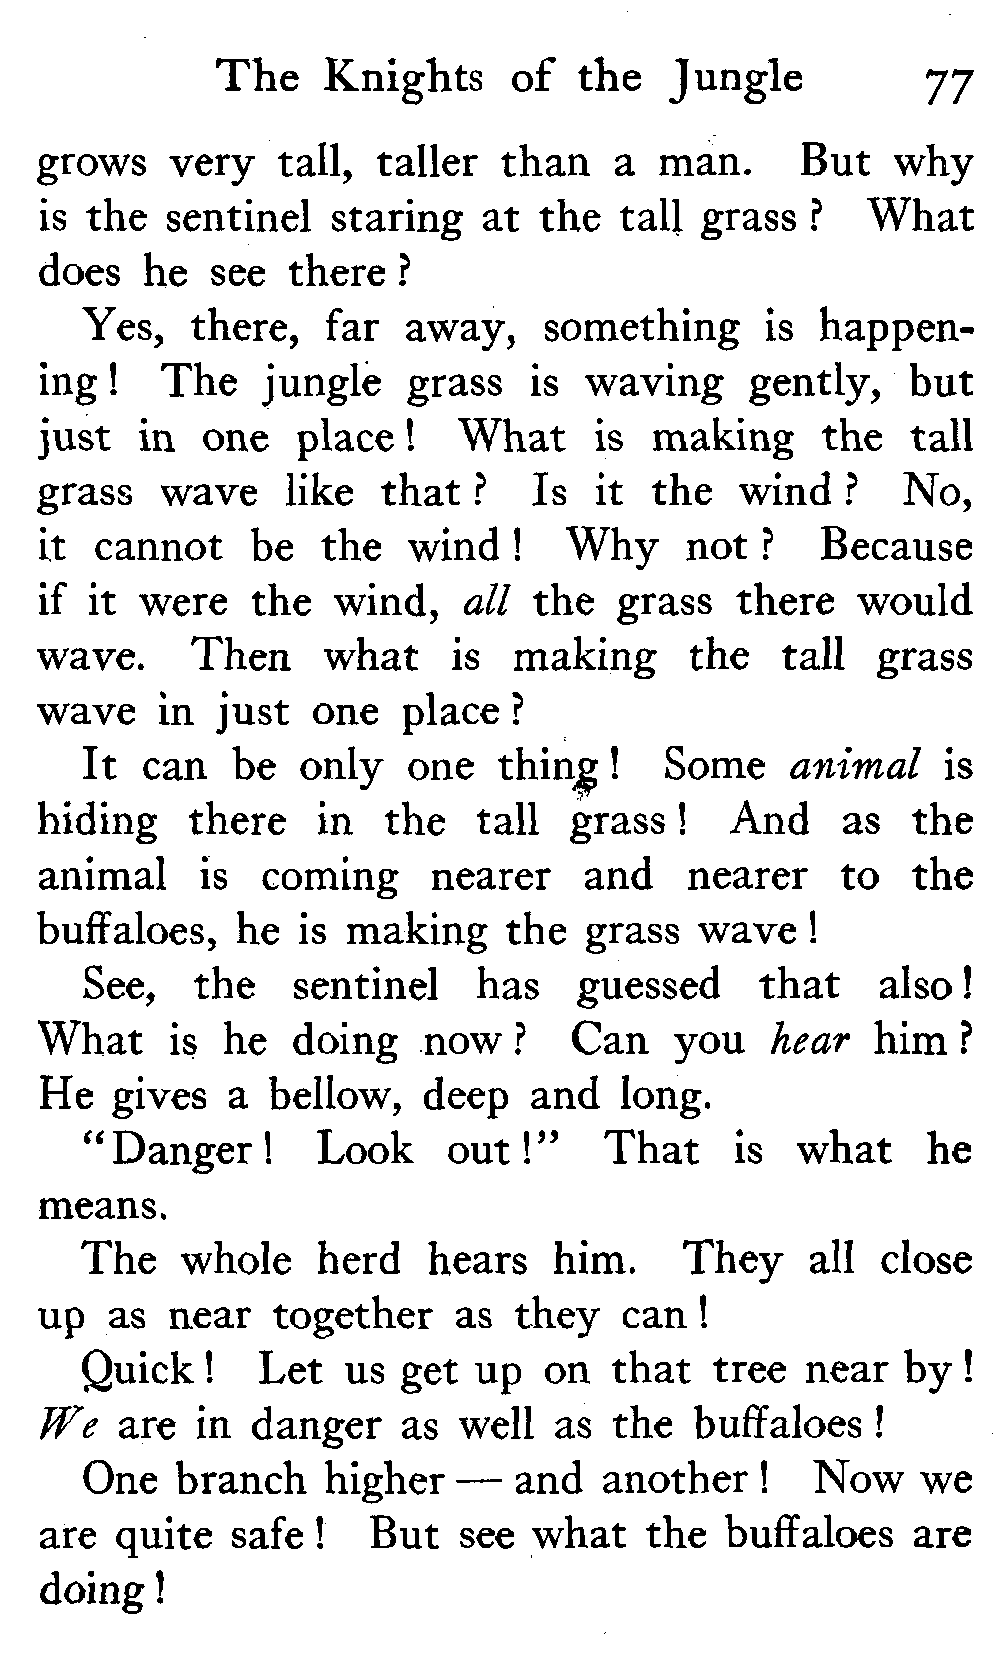 The Knights of the Jungle 77
grows very tall, taller than a man. But why
is the sentinel staring at the tall grass? What
does he see there?
Yes, there, far away, something is happen-
ing! The jungle grass is waving gently, but
just in one place! What is making the tall
grass wave like that? Is it the wind? No,
it cannot be the wind! Why not? Because
if it were the wind, all the grass there would
wave. Then what is making the tall grass
wave in just one place?
It can be only one thing! Some animal is
hiding there in the tall grass! And as the
animal is coming nearer and nearer to the
buffaloes, he is making the grass wave!
See, the sentinel has guessed that also!
What is he doing now? Can you hear him?
He gives a bellow, deep and long.
"Danger! Look out!" That is what he
means.
The whole herd hears him. They all close
up as near together as they can!
Quick! Let us get up on that tree near by!
We are in danger as well as the buffaloes!
One branch higher — and another! Now we
are quite safe! But see what the buffaloes are
doing!